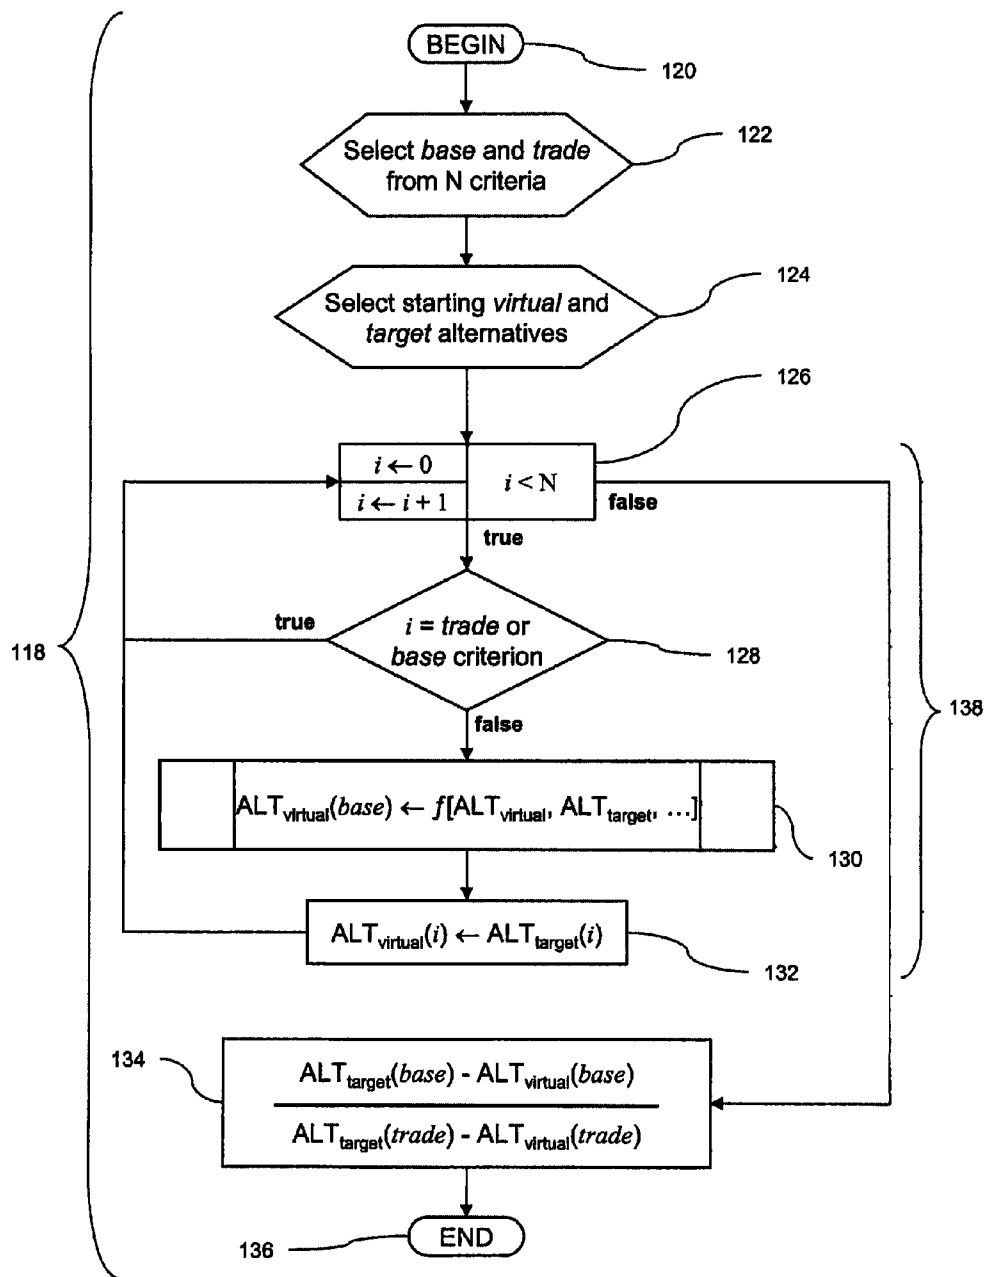 BEGIN
120
Select base and trade
from N criteria
122
Select starting virtual and
target alternatives
124
126
i ← 0
i ← i + 1
i < N
false
true
true
i = trade or
base criterion
128
118
138
false
ALTvirtual(base) ← f[ALTvirtual, ALTtarget, ...]
130
ALTvirtual(i) ← ALTtarget(i)
132
134
ALTtarget(base) - ALTvirtual(base)
ALTtarget(trade) - ALTvirtual(trade)
END
136